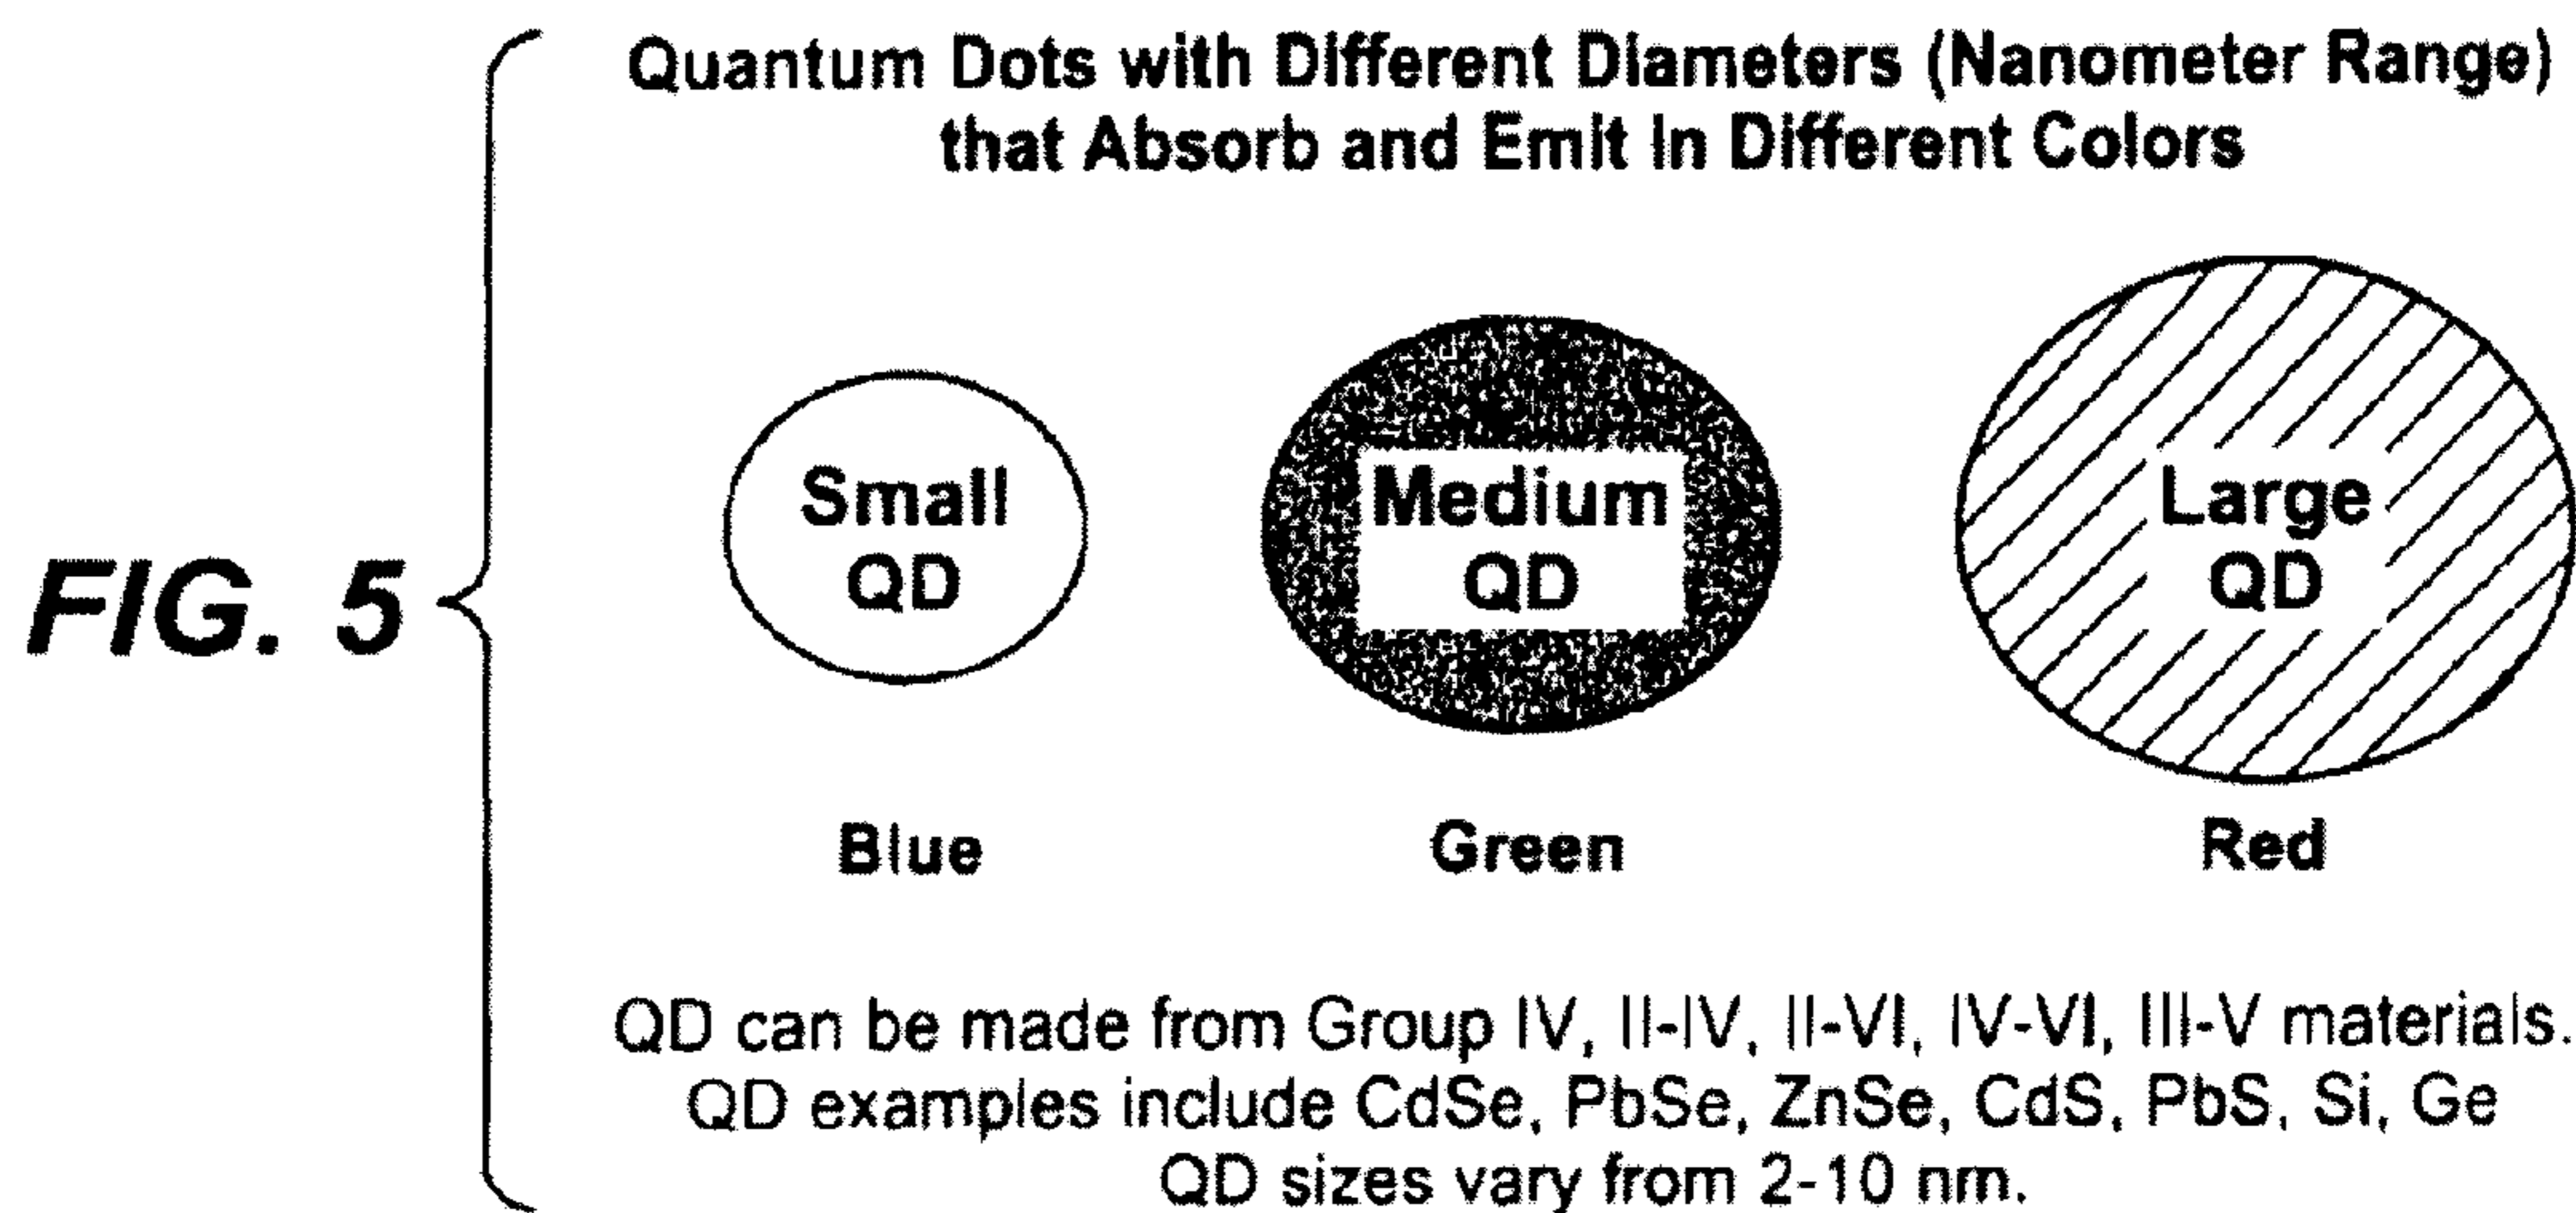 Quantum Dots with Different Diameters (Nanometer Range)
that Absorb and Emit In Different Colors
FIG. 5
Small
QD
Medium
QD
Large
QD
Blue
Green
Red
QD can be made from Group IV, II-IV, II-VI, IV-VI, III-V materials.
QD examples include CdSe, PbSe, ZnSe, CdS, PbS, Si, Ge
QD sizes vary from 2-10 nm.